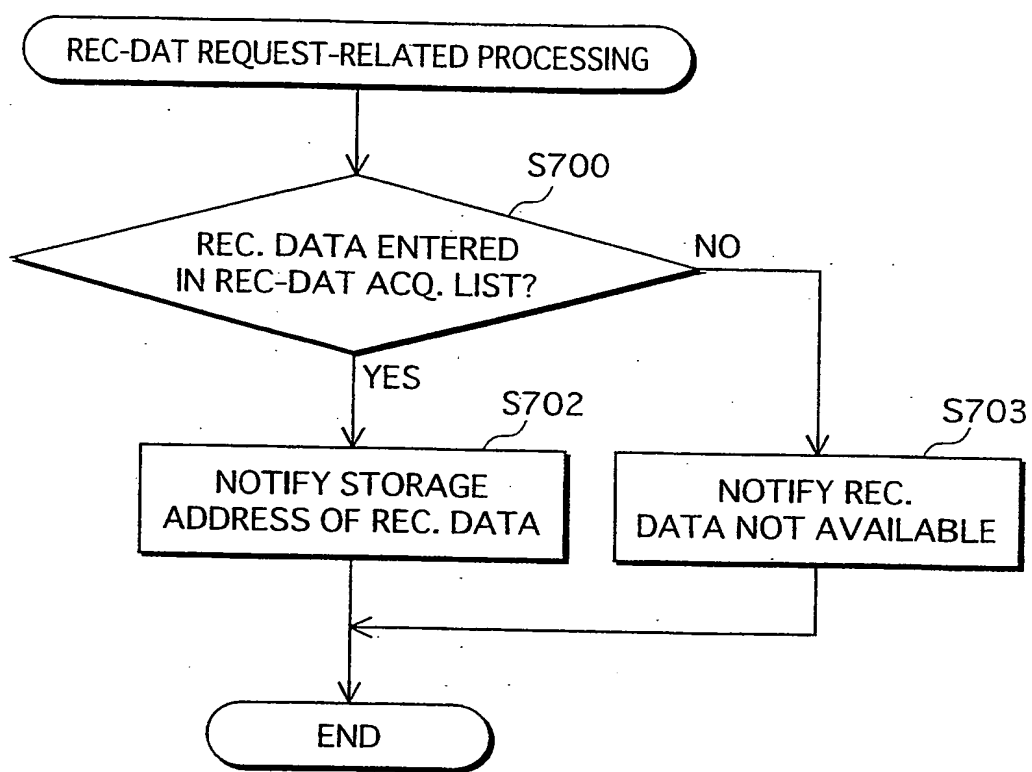 REC-DAT REQUEST-RELATED PROCESSING
S700
REC. DATA ENTERED
IN REC-DAT ACQ. LIST?
NO
YES
S702
NOTIFY STORAGE
ADDRESS OF REC. DATA
S703
NOTIFY REC.
DATA NOT AVAILABLE
END